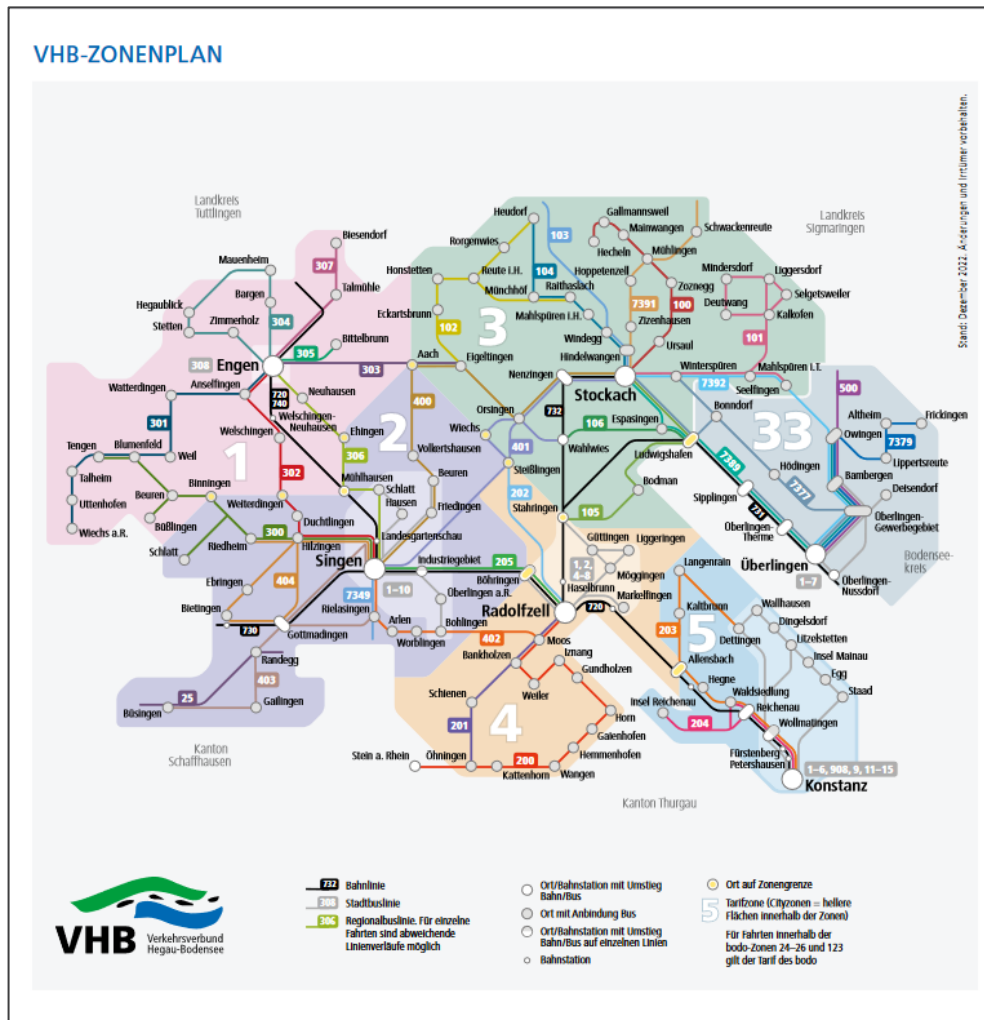 VHB-ZONENPLAN
Stand: Dezember 2022. Änderungen und Irrtümer vorbehalten.
Landkreis
Tuttlingen
Landkreis
Sigmaringen
Biesendorf
307
Mauenheim
Talmühle
Bargen
Hegaublick
304
Stetten
Zimmerholz
305
Bittelbrunn
308
Engen
303
Anselfingen
Watterdingen
720
740
Neuhausen
Welschingen-
Neuhausen
301
Welschingen
Ehingen
306
Tengen
Blumenfeld
Weil
1
302
Mühlhausen
Talheim
Binningen
Schlatt
Beuren
Weiterdingen
Hausen
Uttenhofen
Büßlingen
Duchtlingen
Wiechs a.R.
300
Landesgartenschau
Schlatt
Riedheim
Hilzingen
Singen
Industriegebiet
205
Ebringen
404
7349
1–10
Oberlingen a.R.
Böhringen
Bietingen
Rielasingen
Arlen
Bohlingen
730
Gottmadingen
Worblingen
402
Randegg
403
25
Büsingen
Gailingen
Kanton
Schaffhausen
Heudorf
103
Gallmannsweil
Mainwangen
Schwackenreute
Rorgenwies
Hecheln
Mühlingen
104
Hoppetenzell
Honstetten
Reute i.H.
Raithaslach
Zoznegg
Mindersdorf
Liggersdorf
Münchhöf
7391
100
Selgetsweiler
Eckartsbrunn
Mahlspüren i.H.
Deutwang
Kalkofen
102
3
Zizenhausen
Windegg
Ursaul
101
Aach
Eigeltingen
Hindelwangen
Winterspüren
Mahlspüren i.T.
Nenzingen
7392
Seelfingen
500
Stockach
400
2
Orsingen
732
106
Espasingen
Bonndorf
33
Altheim
Frickingen
Wiechs
401
Wahlwies
Owingen
7379
Volkertshausen
Ludwigshafen
7389
Hödingen
Lippertsreute
Steißlingen
Bodman
Bambergen
Beuren
202
Sipplingen
7377
Deisendorf
Friedingen
Stahringen
105
731
Überlingen-
Gewerbegebiet
Überlingen-
Therme
Güttingen
Liggeringen
Überlingen
Bodensee-
kreis
1, 2,
4–8
Möggingen
Langenrain
1–7
Überlingen-
Nussdorf
Haselbrunn
Markelfingen
Radolfzell
720
Kaltbrunn
Wallhausen
203
5
Dingelsdorf
Moos
Dettingen
Litzelstetten
Bankholzen
Iznang
Allensbach
Insel Mainau
Gundholzen
Hegne
Egg
Schienen
Weiler
Insel Reichenau
Waldsiedlung
Staad
201
4
Horn
204
Reichenau
Gaienhofen
Wollmatingen
Stein a. Rhein
Öhningen
200
Hemmenhofen
Fürstenberg
Petershausen
1–6, 908, 9, 11–15
Kattenhorn
Wangen
Konstanz
Kanton Thurgau
VHB
Verkehrsverbund
Hegau-Bodensee
732
Bahnlinie
308
Stadtbuslinie
306
Regionalbuslinie. Für einzelne
Fahrten sind abweichende
Linienverläufe möglich
Ort/Bahnstation mit Umstieg
Bahn/Bus
Ort mit Anbindung Bus
Ort/Bahnstation mit Umstieg
Bahn/Bus auf einzelnen Linien
Bahnstation
Ort auf Zonengrenze
5
Tarifzone (Cityzonen = hellere
Flächen innerhalb der Zonen)
Für Fahrten innerhalb der
bodo-Zonen 24–26 und 123
gilt der Tarif des bodo